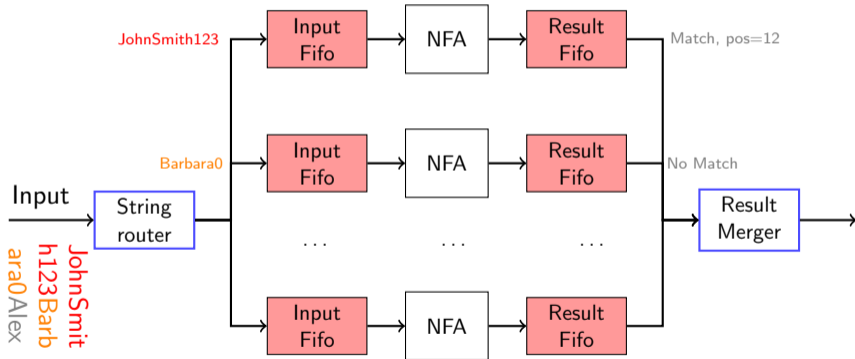 JohnSmith123
Input
Fifo
NFA
Result
Fifo
Match, pos=12
Barbara0
Input
Fifo
NFA
Result
Fifo
No Match
Input
String
router
Result
Merger
... ... ...
JohnSmit
h123Barb
ara0Alex
Input
Fifo
NFA
Result
Fifo